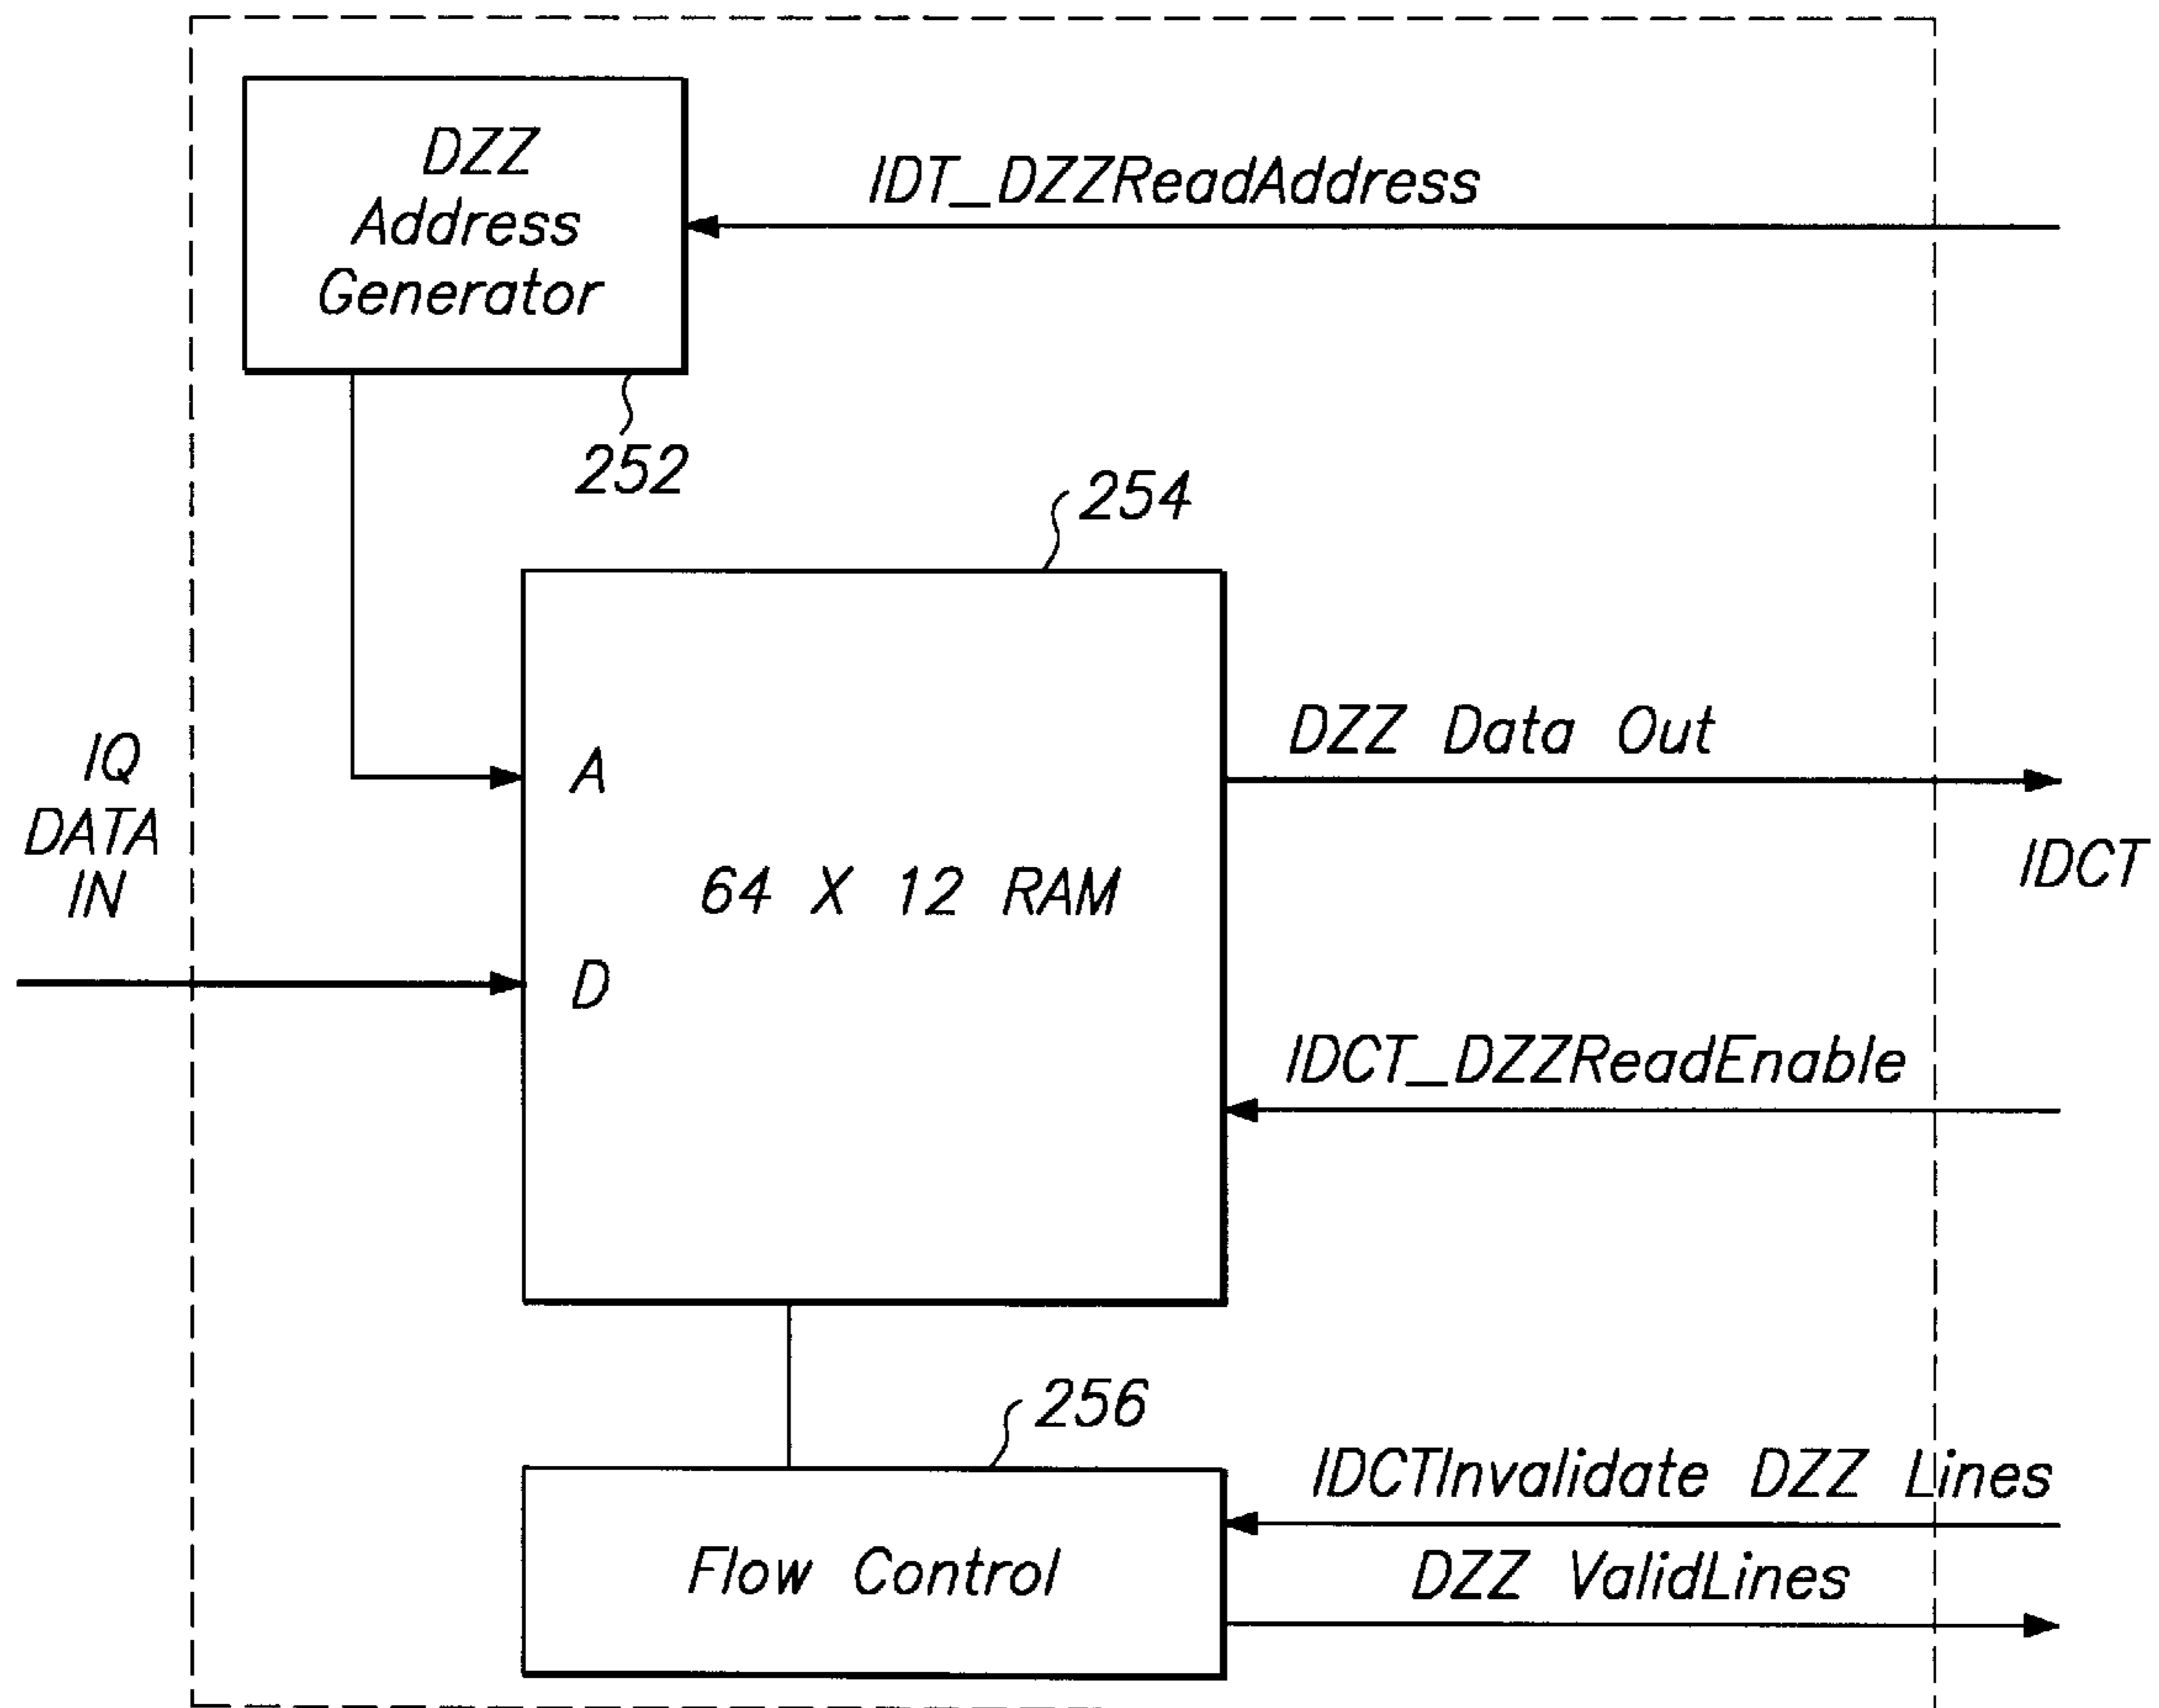 DZZ
Address
Generator
IDT_DZZReadAddress
252
254
IQ
DATA
IN
A
DZZ Data Out
64 X 12 RAM
IDCT
D
IDCT_DZZReadEnable
256
IDCTInvalidate DZZ Lines
Flow Control
DZZ ValidLines